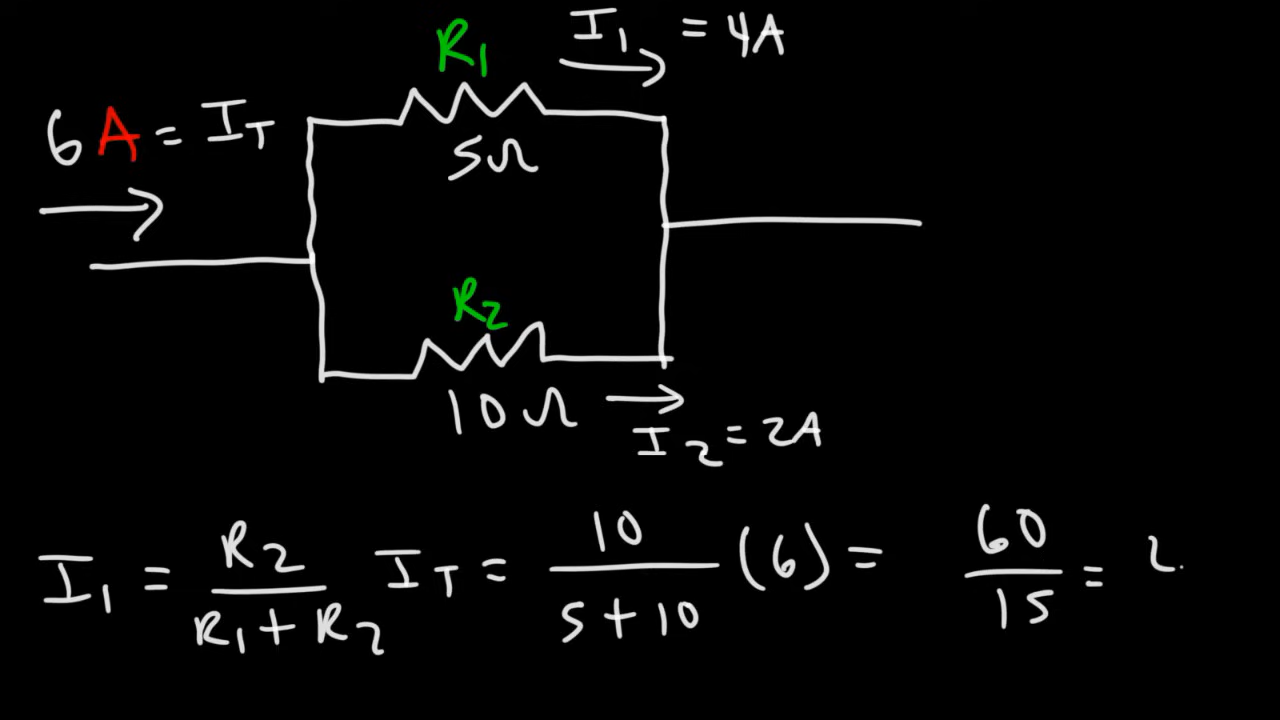 R1
I1 = 4A
6 A = IT
5Ω
R2
10Ω
I2 = 2A
I1 = R2 / (R1 + R2) IT = 10 / (5 + 10) (6) = 60 / 15 =